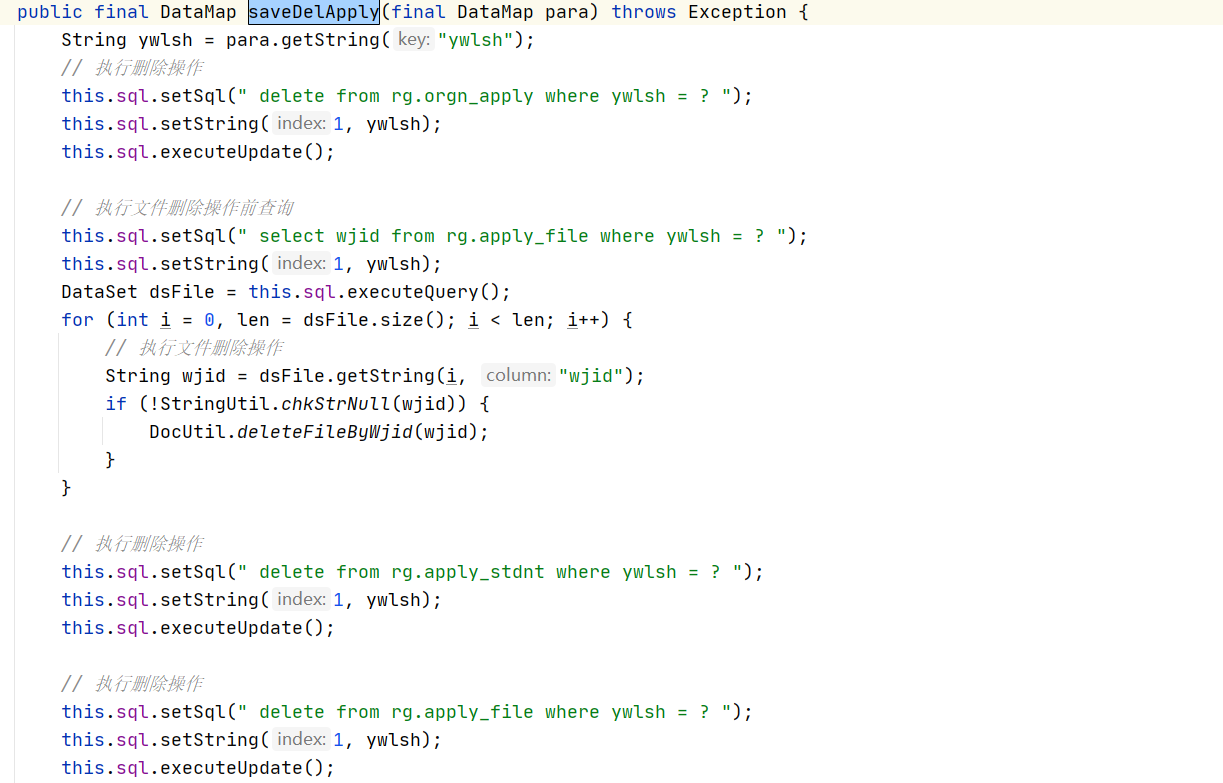 public final DataMap saveDelApply(final DataMap para) throws Exception {
String ywlsh = para.getString( key: "ywlsh");
// 执行删除操作
this.sql.setSql(" delete from rg.orgn_apply where ywlsh = ? ");
this.sql.setString( index: 1, ywlsh);
this.sql.executeUpdate();
// 执行文件删除操作前查询
this.sql.setSql(" select wjid from rg.apply_file where ywlsh = ? ");
this.sql.setString( index: 1, ywlsh);
DataSet dsFile = this.sql.executeQuery();
for (int i = 0, len = dsFile.size(); i < len; i++) {
// 执行文件删除操作
String wjid = dsFile.getString(i, column: "wjid");
if (!StringUtil.chkStrNull(wjid)) {
DocUtil.deleteFileByWjid(wjid);
}
}
// 执行删除操作
this.sql.setSql(" delete from rg.apply_stdnt where ywlsh = ? ");
this.sql.setString( index: 1, ywlsh);
this.sql.executeUpdate();
// 执行删除操作
this.sql.setSql(" delete from rg.apply_file where ywlsh = ? ");
this.sql.setString( index: 1, ywlsh);
this.sql.executeUpdate();